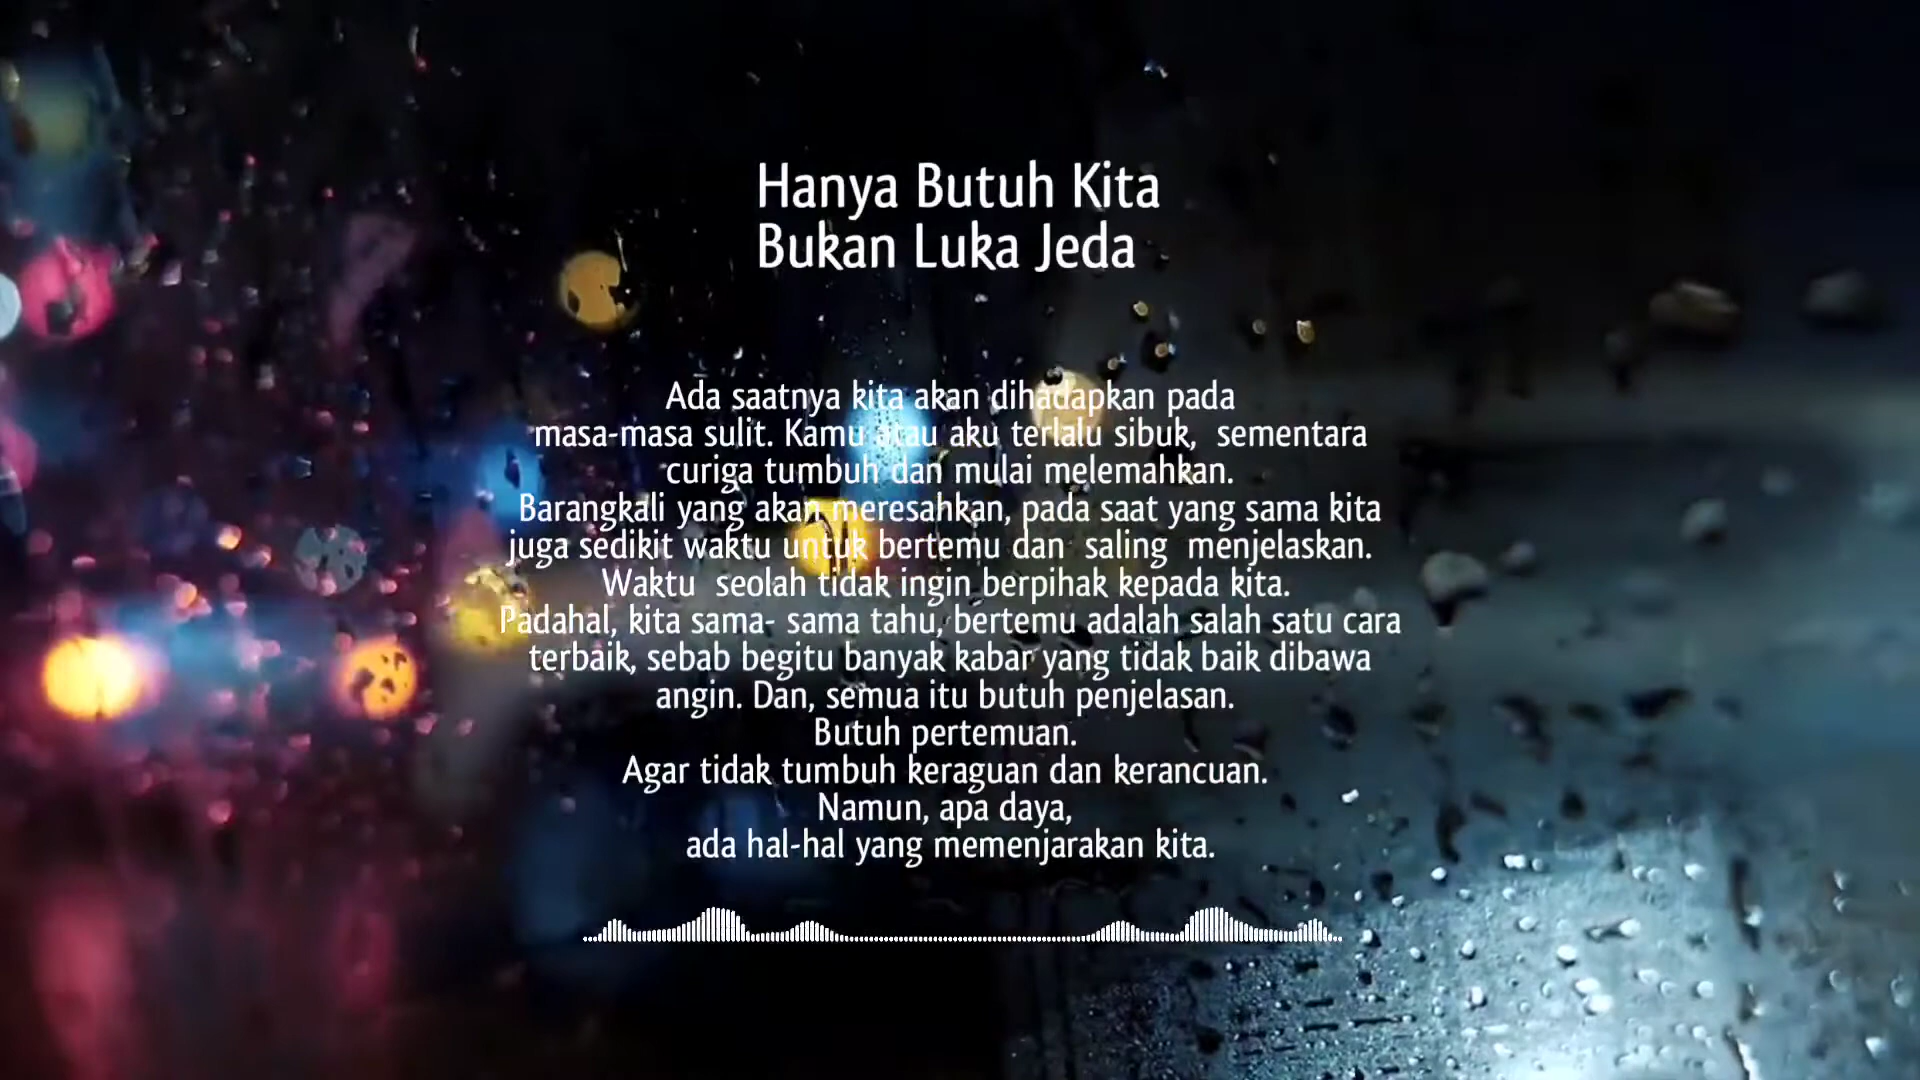 Hanya Butuh Kita
Bukan Luka Jeda
Ada saatnya kita akan dihadapkan pada
masa-masa sulit. Kamu atau aku terlalu sibuk,  sementara
curiga tumbuh dan mulai melemahkan.
Barangkali yang akan meresahkan, pada saat yang sama kita
juga sedikit waktu untuk bertemu dan  saling  menjelaskan.
Waktu  seolah tidak ingin berpihak kepada kita.
Padahal, kita sama- sama tahu, bertemu adalah salah satu cara
terbaik, sebab begitu banyak kabar yang tidak baik dibawa
angin. Dan, semua itu butuh penjelasan.
Butuh pertemuan.
Agar tidak tumbuh keraguan dan kerancuan.
Namun, apa daya,
ada hal-hal yang memenjarakan kita.